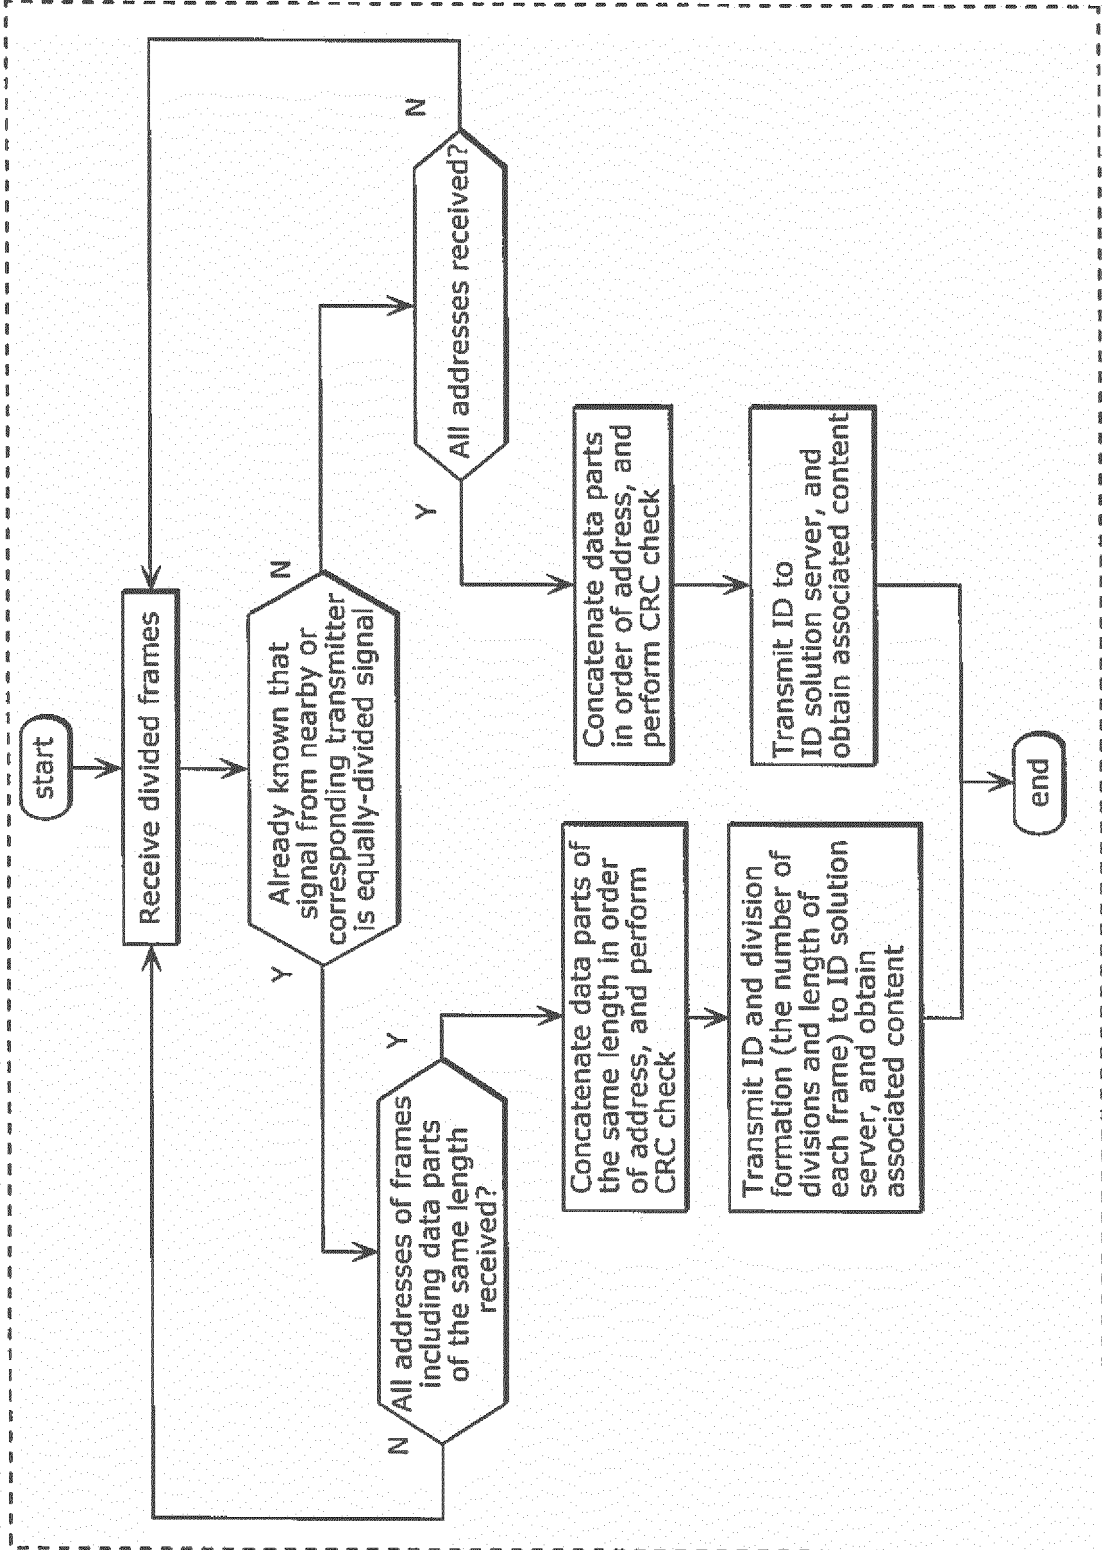 start
Receive divided frames
Already known that
signal from nearby or
corresponding transmitter
is equally-divided signal
Y
N
All addresses of frames
including data parts
of the same length
received?
N
Y
All addresses received?
Y
N
Concatenate data parts of
the same length in order
of address, and perform
CRC check
Concatenate data parts
in order of address, and
perform CRC check
Transmit ID and division
formation (the number of
divisions and length of
each frame) to ID solution
server, and obtain
associated content
Transmit ID to
ID solution server, and
obtain associated content
end